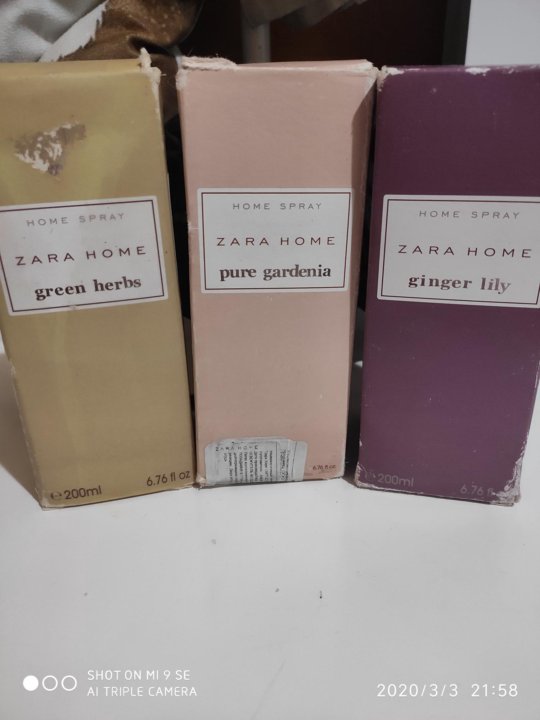 HOME SPRAY
ZARA HOME
green herbs
℮200ml
6.76 fl oz
HOME SPRAY
ZARA HOME
pure gardenia
ZARA HOME
6.76 fl oz
HOME SPRAY
ZARA HOME
ginger lily
200ml
6.76 fl
SHOT ON MI 9 SE
AI TRIPLE CAMERA
2020/3/3 21:58